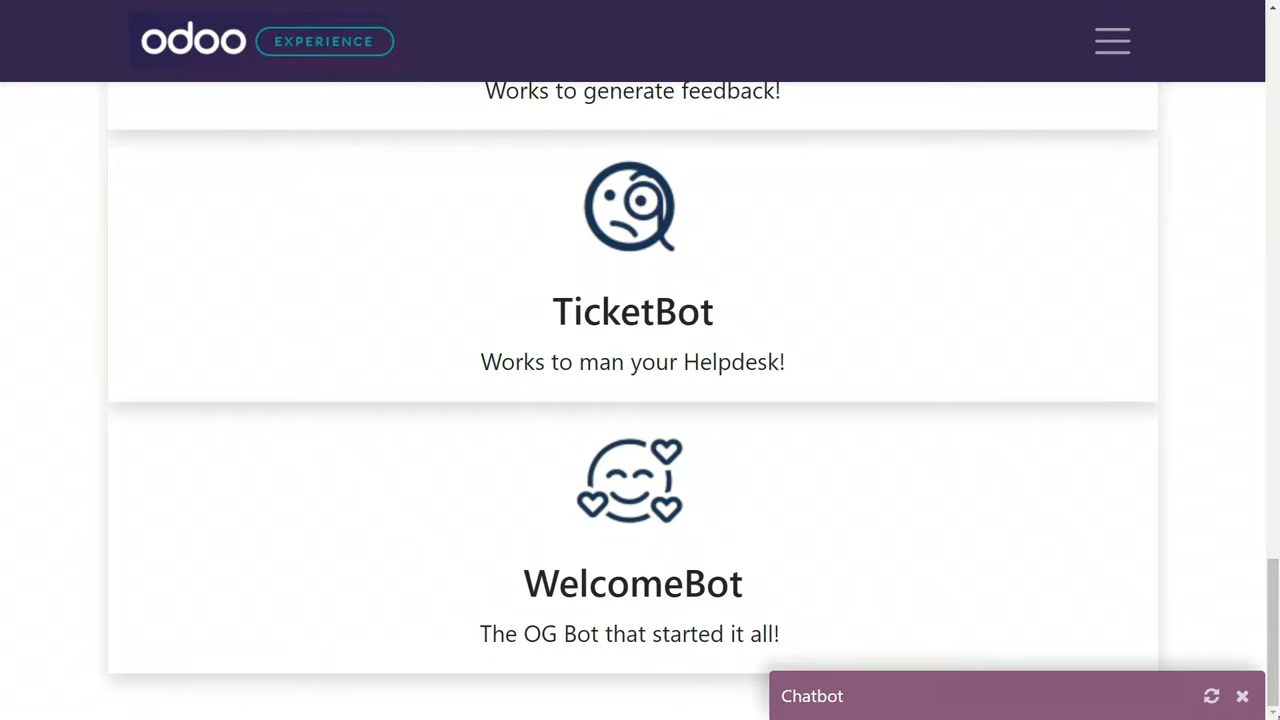 odoo EXPERIENCE
Works to generate feedback!
TicketBot
Works to man your Helpdesk!
WelcomeBot
The OG Bot that started it all!
Chatbot